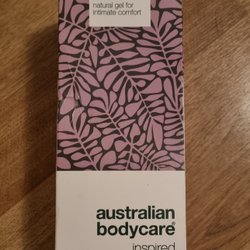 natural gel for
intimate comfort
australian
bodycare®
inspired